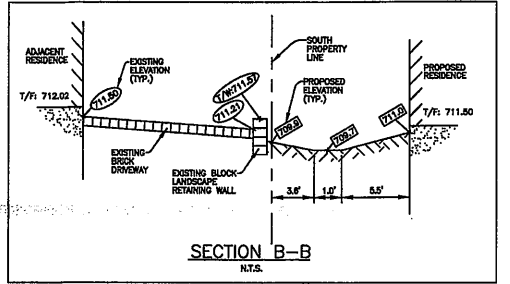 SOUTH
PROPERTY
LINE
ADJACENT
RESIDENCE
EXISTING
ELEVATION
(TYP.)
T/W:711.57
PROPOSED
ELEVATION
(TYP.)
PROPOSED
RESIDENCE
T/F: 712.02
711.50
711.21
709.9
709.7
711.0
T/F: 711.50
EXISTING
BRICK
DRIVEWAY
EXISTING BLOCK
LANDSCAPE
RETAINING WALL
3.6'
1.0'
5.5'
SECTION B-B
N.T.S.